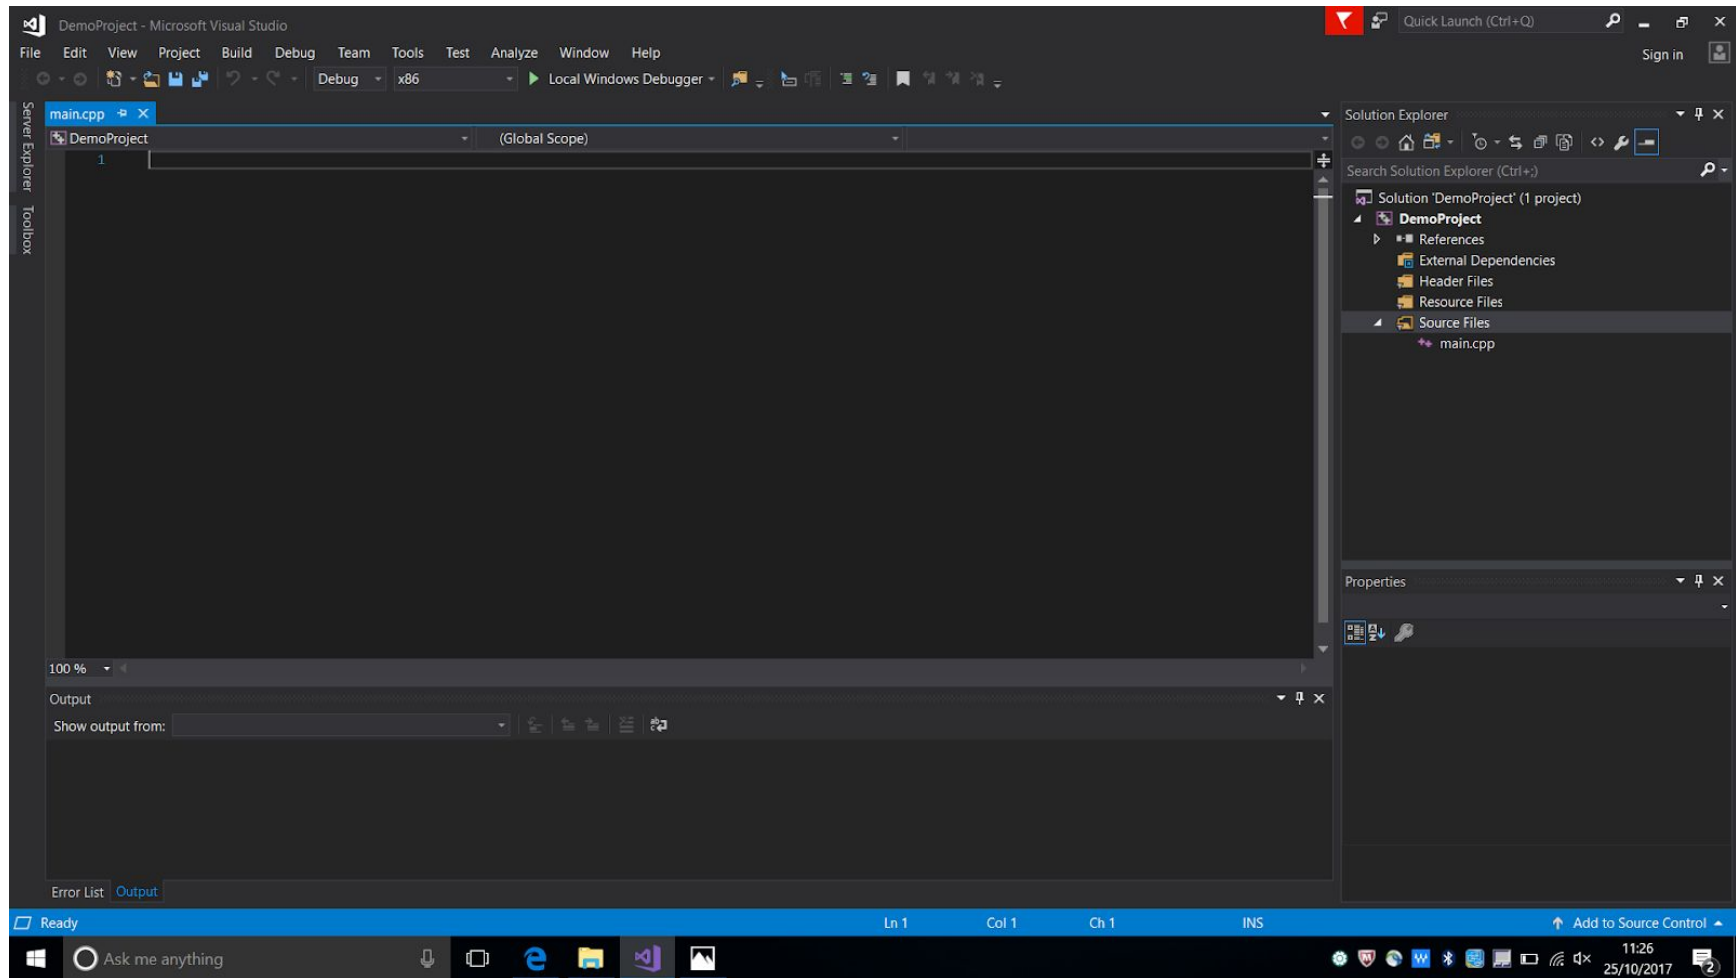 DemoProject - Microsoft Visual Studio
Quick Launch (Ctrl+Q)
File Edit View Project Build Debug Team Tools Test Analyze Window Help
Sign in
Debug x86 Local Windows Debugger
Server Explorer
Toolbox
main.cpp
DemoProject (Global Scope)
1
Solution Explorer
Search Solution Explorer (Ctrl+;)
Solution 'DemoProject' (1 project)
DemoProject
References
External Dependencies
Header Files
Resource Files
Source Files
main.cpp
Properties
100 %
Output
Show output from:
Error List Output
Ready Ln 1 Col 1 Ch 1 INS Add to Source Control
Ask me anything
11:26
25/10/2017
2